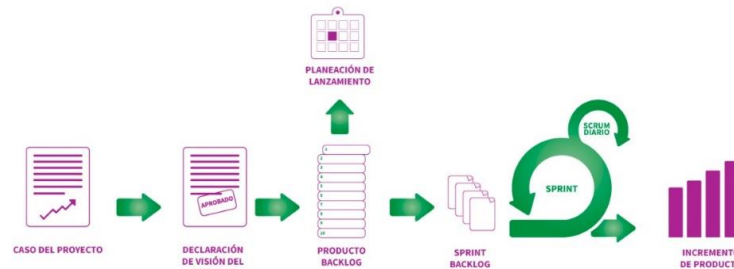 PLANEACIÓN DE
LANZAMIENTO
SCRUM
DIARIO
APROBADO
SPRINT
CASO DEL PROYECTO
DECLARACIÓN
DE VISIÓN DEL
PRODUCTO
BACKLOG
SPRINT
BACKLOG
INCREMENTO
DE PRODUCT